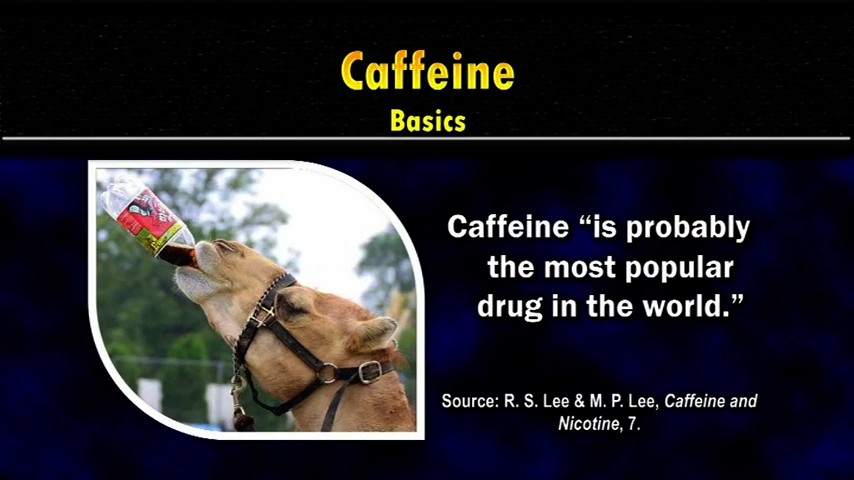 Caffeine
Basics
Caffeine “is probably
the most popular
drug in the world.”
Source: R. S. Lee & M. P. Lee, Caffeine and
Nicotine, 7.